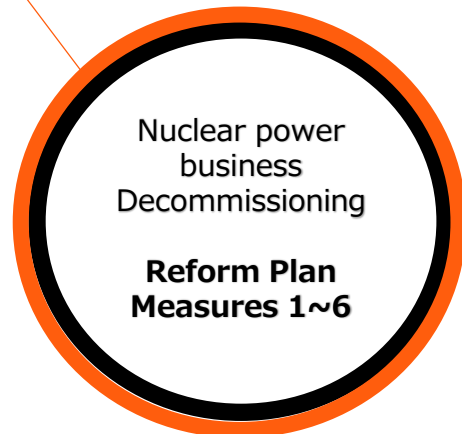 Nuclear power
business
Decommissioning
Reform Plan
Measures 1~6